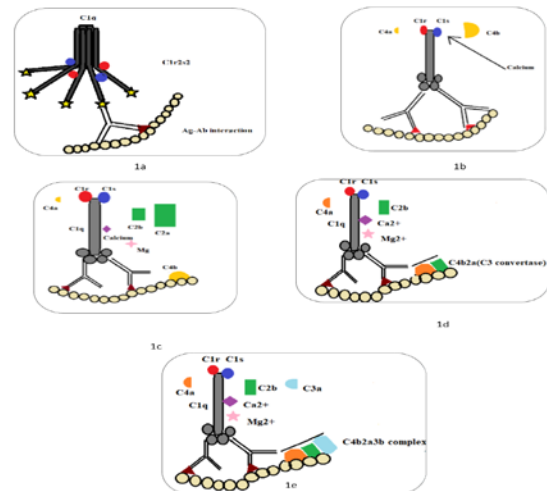 C1q
C1r2s2
Ag-Ab interaction
1a
C4a
C1r
C1s
C4b
Calcium
1b
C1r C1s
C4a
C2b
C2a
C1q
Calcium
Mg
C4b
1c
C1r C1s
C4a
C2b
C1q
Ca2+
Mg2+
C4b2a(C3 convertase)
1d
C1r C1s
C4a
C2b
C3a
C1q
Ca2+
Mg2+
C4b2a3b complex
1e